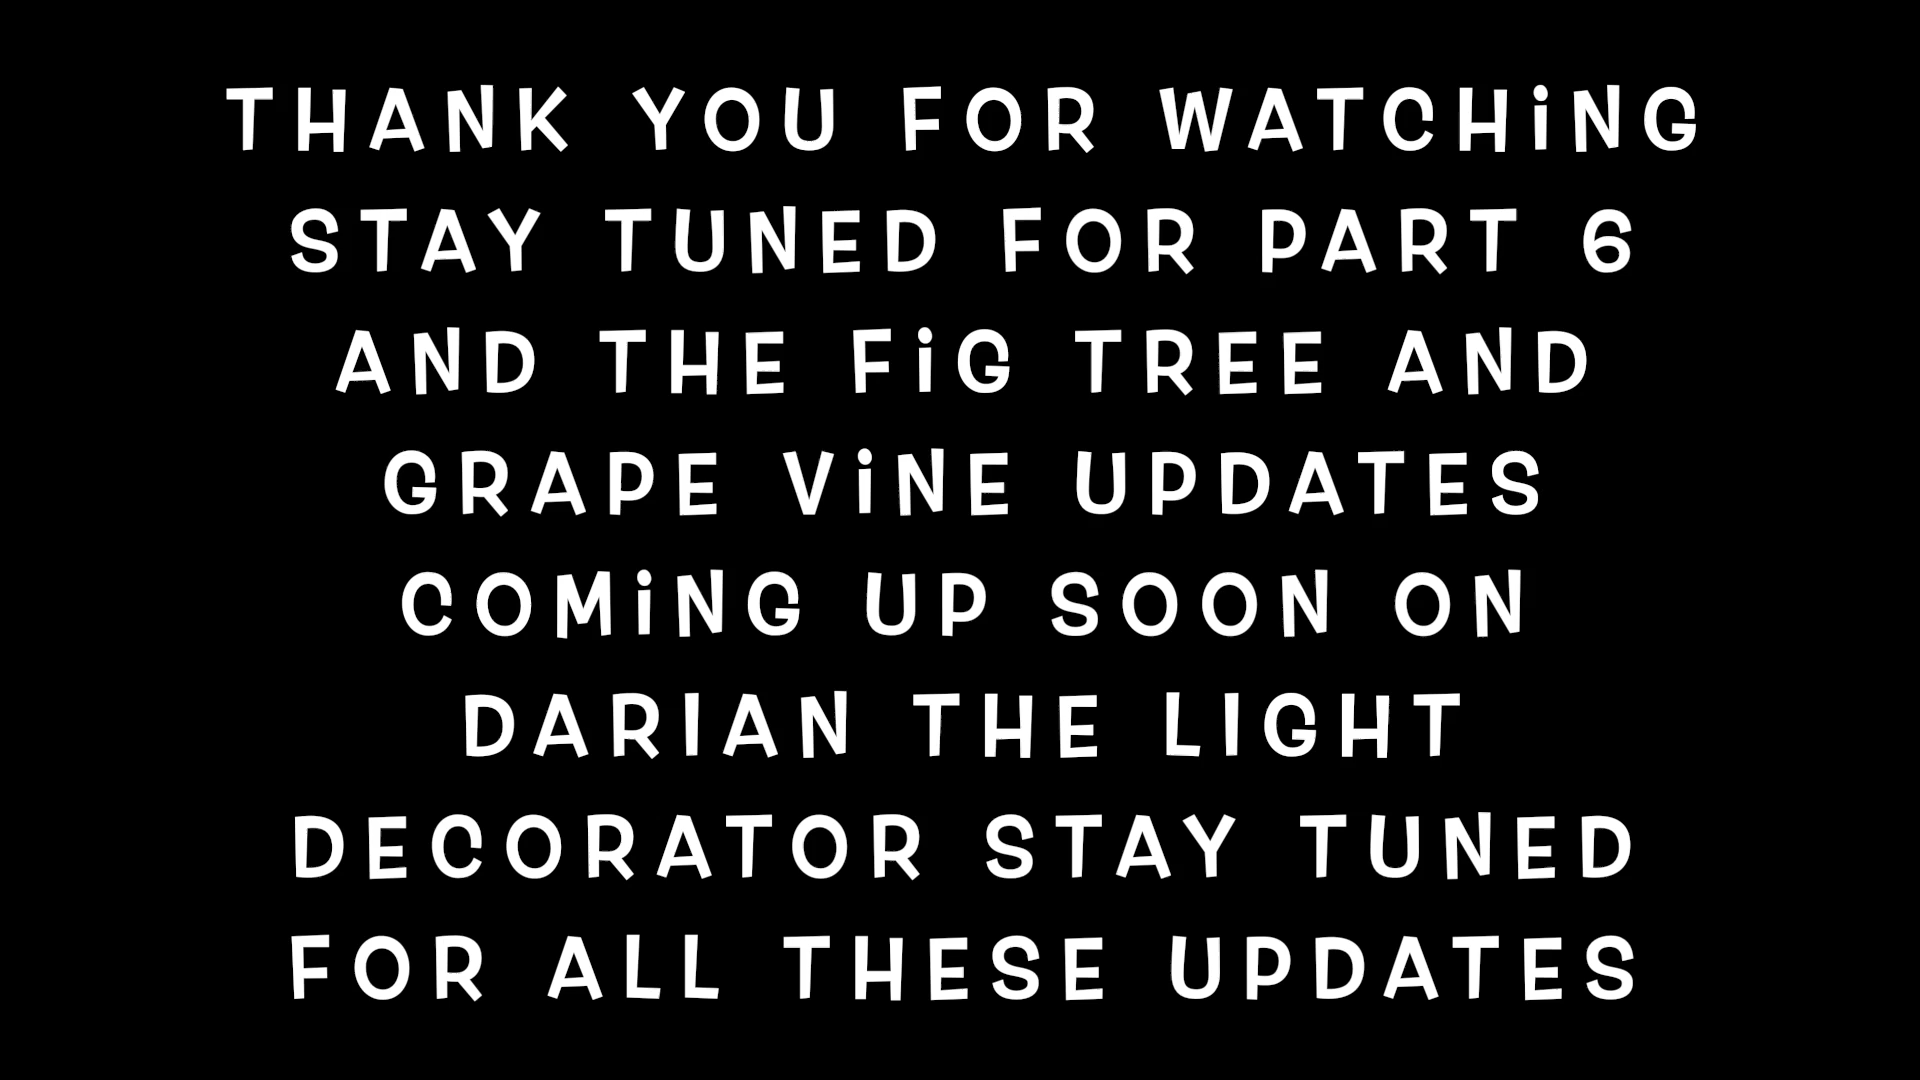 THANK YOU FOR WATCHiNG
STAY TUNED FOR PART 6
AND THE FiG TREE AND
GRAPE ViNE UPDATES
COMiNG UP SOON ON
DARIAN THE LIGHT
DECORATOR STAY TUNED
FOR ALL THESE UPDATES